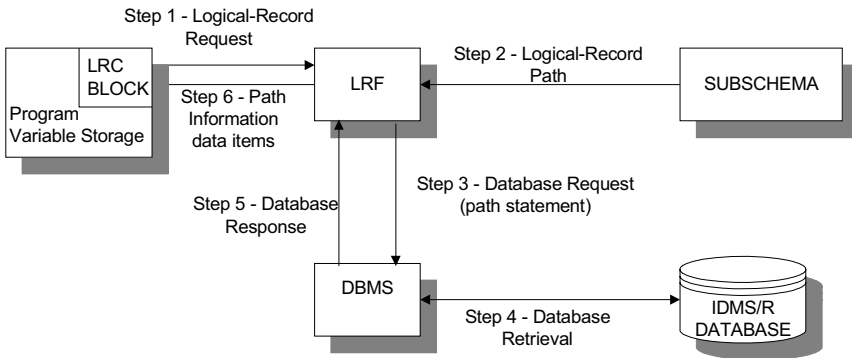 Step 1 - Logical-Record
Request
LRC
BLOCK
Program
Variable Storage
Step 6 - Path
Information
data items
LRF
Step 2 - Logical-Record
Path
SUBSCHEMA
Step 5 - Database
Response
Step 3 - Database Request
(path statement)
DBMS
Step 4 - Database
Retrieval
IDMS/R
DATABASE